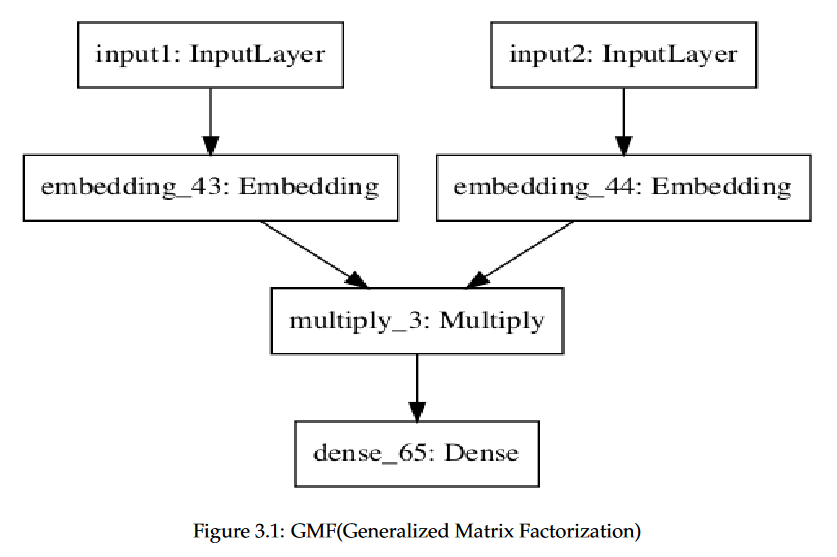 input1: InputLayer
input2: InputLayer
embedding_43: Embedding
embedding_44: Embedding
multiply_3: Multiply
dense_65: Dense
Figure 3.1: GMF(Generalized Matrix Factorization)